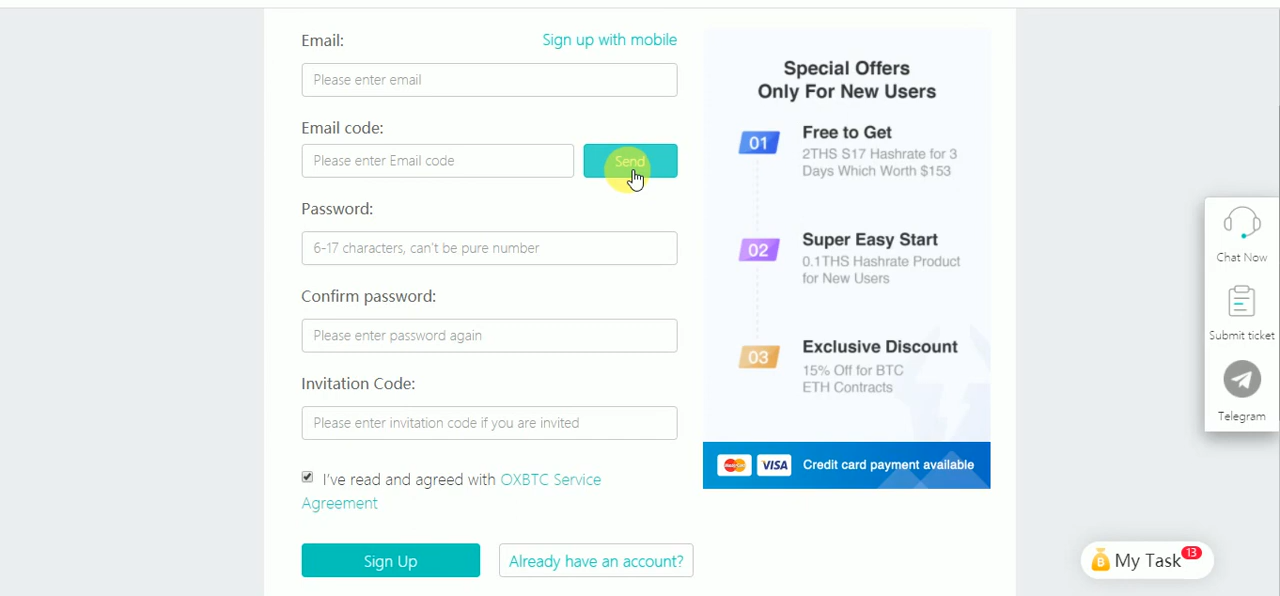 Email:
Sign up with mobile
Please enter email
Email code:
Please enter Email code
Send
Password:
6-17 characters, can't be pure number
Confirm password:
Please enter password again
Invitation Code:
Please enter invitation code if you are invited
I've read and agreed with OXBTC Service
Agreement
Sign Up
Already have an account?
Special Offers
Only For New Users
01
Free to Get
2THS S17 Hashrate for 3
Days Which Worth $153
02
Super Easy Start
0.1THS Hashrate Product
for New Users
03
Exclusive Discount
15% Off for BTC
ETH Contracts
VISA
Credit card payment available
Chat Now
Submit ticket
Telegram
My Task
13